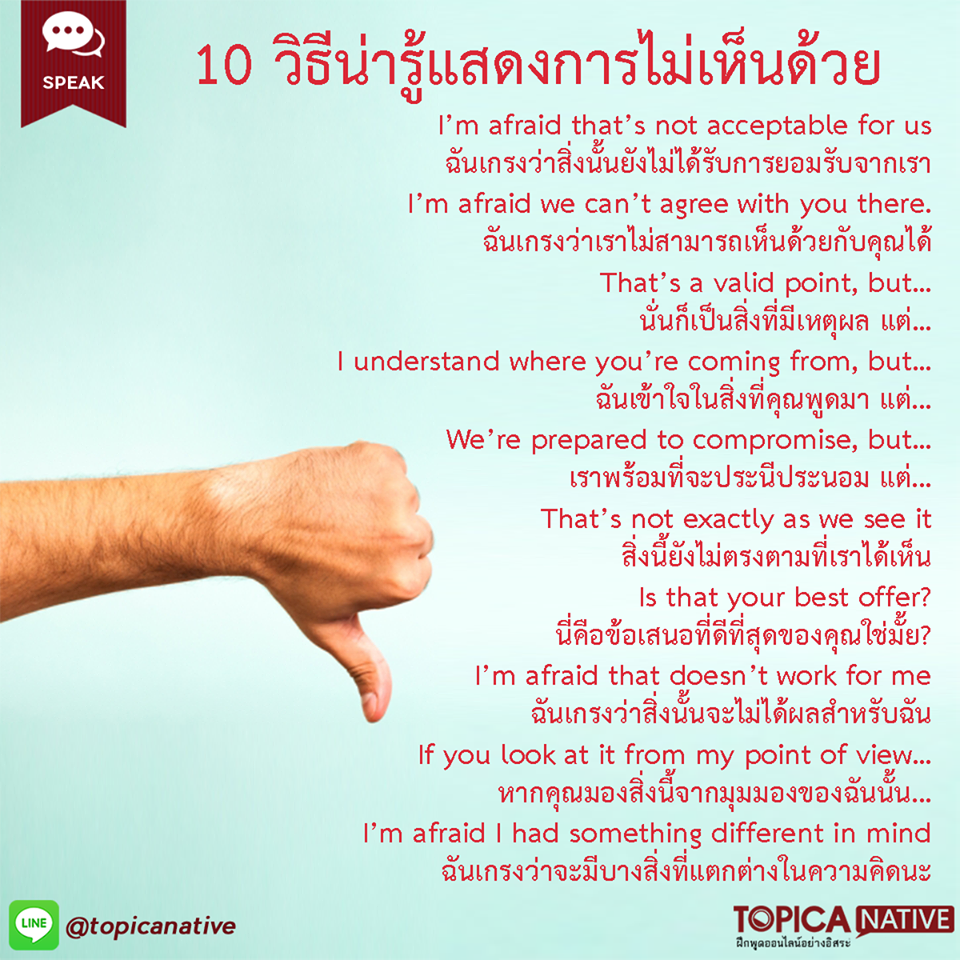 SPEAK
10 วิธีน่ารู้แสดงการไม่เห็นด้วย
I'm afraid that's not acceptable for us
ฉันเกรงว่าสิ่งนั้นยังไม่ได้รับการยอมรับจากเรา
I'm afraid we can't agree with you there.
ฉันเกรงว่าเราไม่สามารถเห็นด้วยกับคุณได้
That's a valid point, but...
นั่นก็เป็นสิ่งที่มีเหตุผล แต่...
I understand where you're coming from, but...
ฉันเข้าใจในสิ่งที่คุณพูดมา แต่...
We're prepared to compromise, but...
เราพร้อมที่จะประนีประนอม แต่...
That's not exactly as we see it
สิ่งนี้ยังไม่ตรงตามที่เราได้เห็น
Is that your best offer?
นี่คือข้อเสนอที่ดีที่สุดของคุณใช่มั้ย?
I'm afraid that doesn't work for me
ฉันเกรงว่าสิ่งนั้นจะไม่ได้ผลสำหรับฉัน
If you look at it from my point of view...
หากคุณมองสิ่งนี้จากมุมมองของฉันนั้น...
I'm afraid I had something different in mind
ฉันเกรงว่าจะมีบางสิ่งที่แตกต่างในความคิดนะ
LINE @topicanative
TOPICA NATIVE
ฝึกพูดออนไลน์อย่างอิสระ